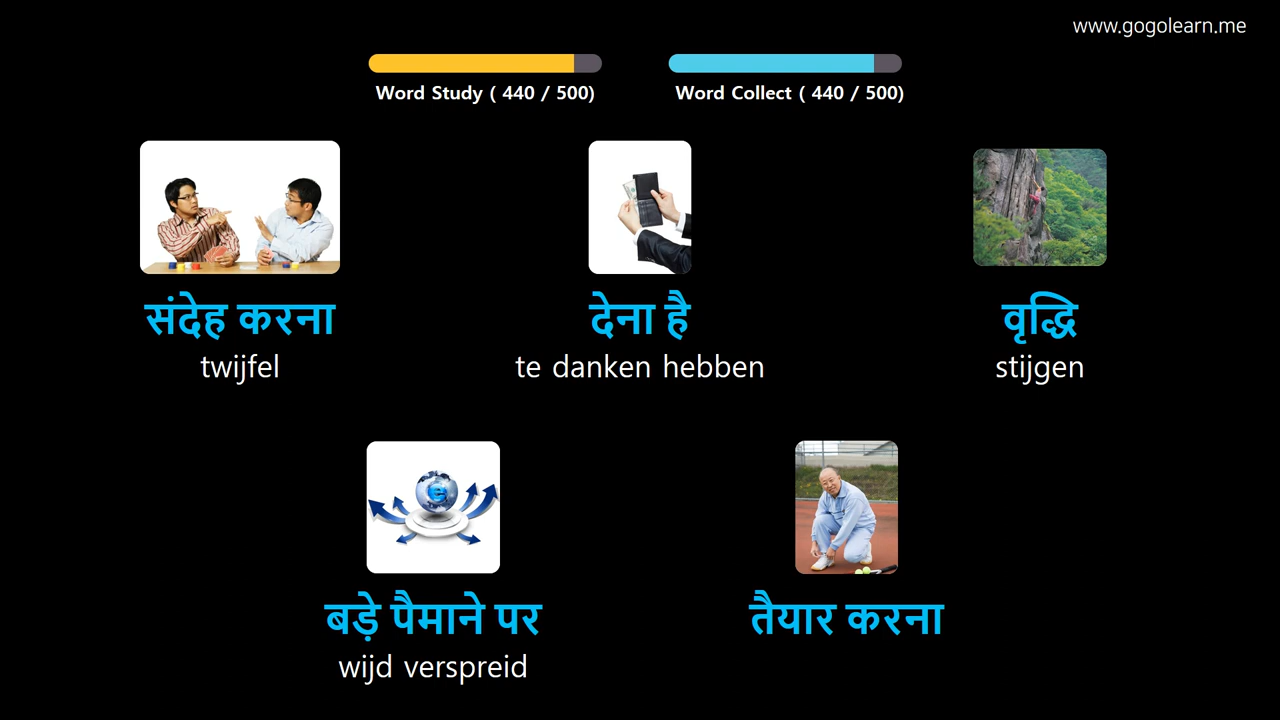 www.gogolearn.me
Word Study ( 440 / 500)
Word Collect ( 440 / 500)
संदेह करना
twijfel
देना है
te danken hebben
वृद्धि
stijgen
बड़े पैमाने पर
wijd verspreid
तैयार करना